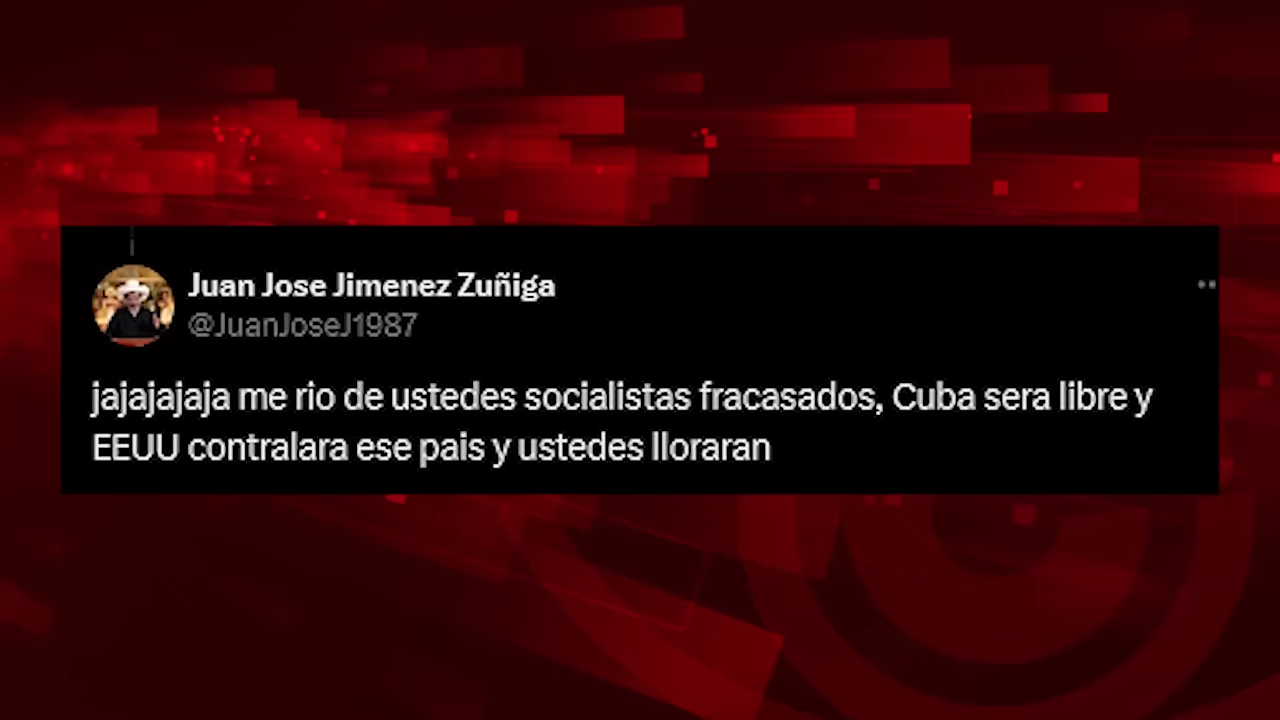 Juan Jose Jimenez Zuñiga
@JuanJoseJ1987
jajajajaja me rio de ustedes socialistas fracasados, Cuba sera libre y
EEUU contralara ese pais y ustedes lloraran